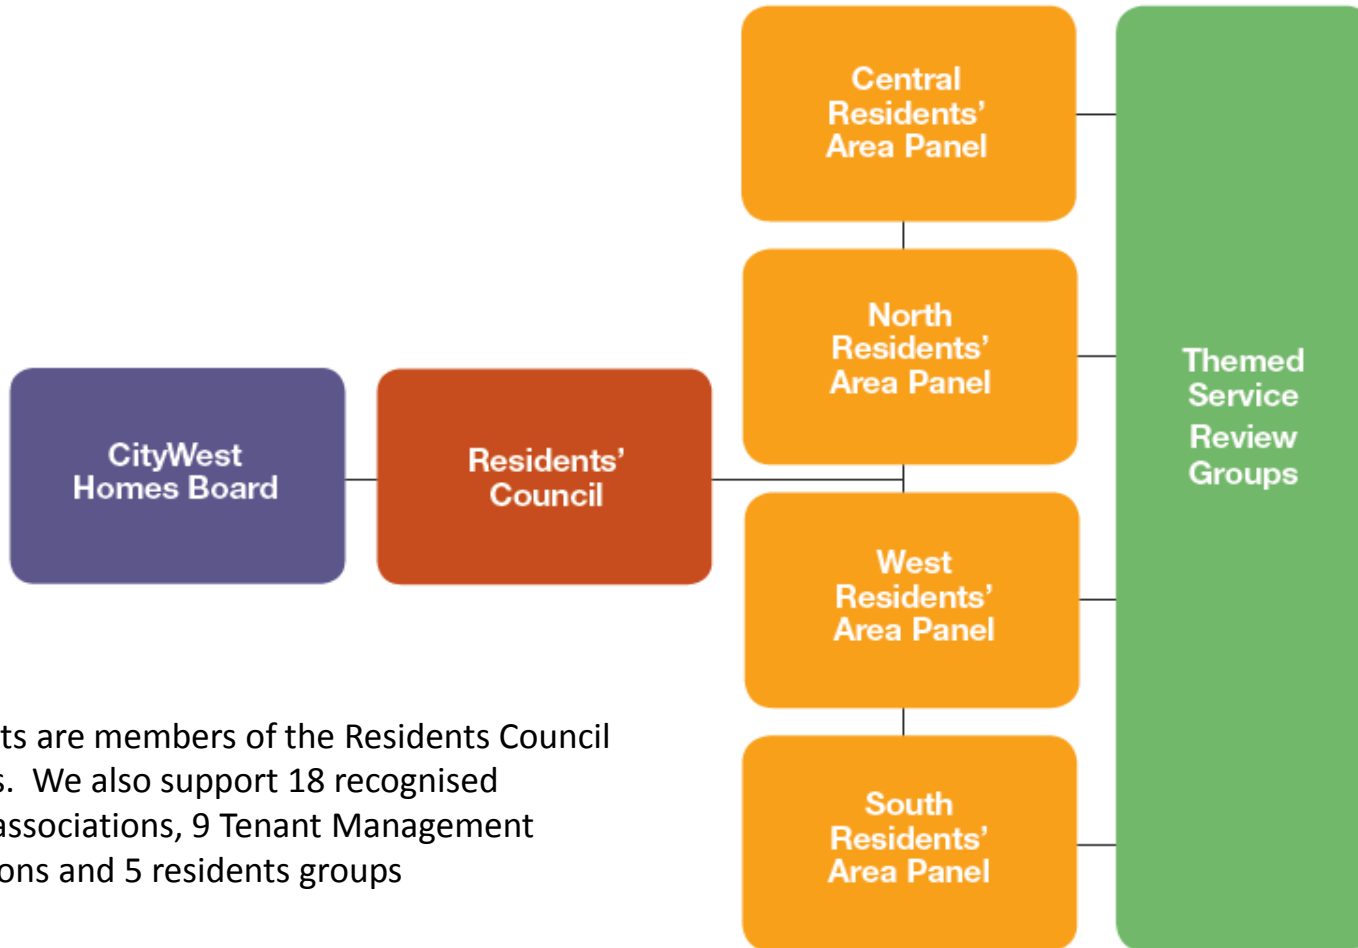 Central
Residents’
Area Panel
North
Residents’
Area Panel
CityWest
Homes Board
Residents’
Council
Themed
Service
Review
Groups
West
Residents’
Area Panel
South
Residents’
Area Panel
ts are members of the Residents Council
s.  We also support 18 recognised
associations, 9 Tenant Management
ons and 5 residents groups